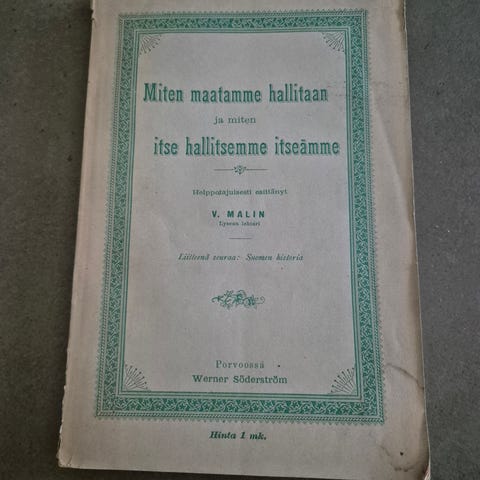 Miten maatamme hallitaan
ja miten
itse hallitsemme itseämme
Helppotajuisesti esittänyt
V. MALIN
Lyseon lehtori
Liitteenä seuraa: Suomen historia
Porvoossa
Werner Söderström
Hinta 1 mk.